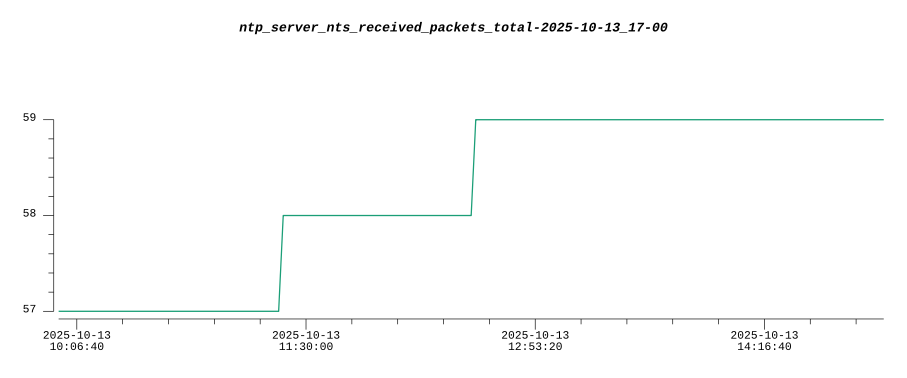 ntp_server_nts_received_packets_total-2025-10-13_17-00
59
58
57
2025-10-13 2025-10-13 2025-10-13 2025-10-13
10:06:40 11:30:00 12:53:20 14:16:40